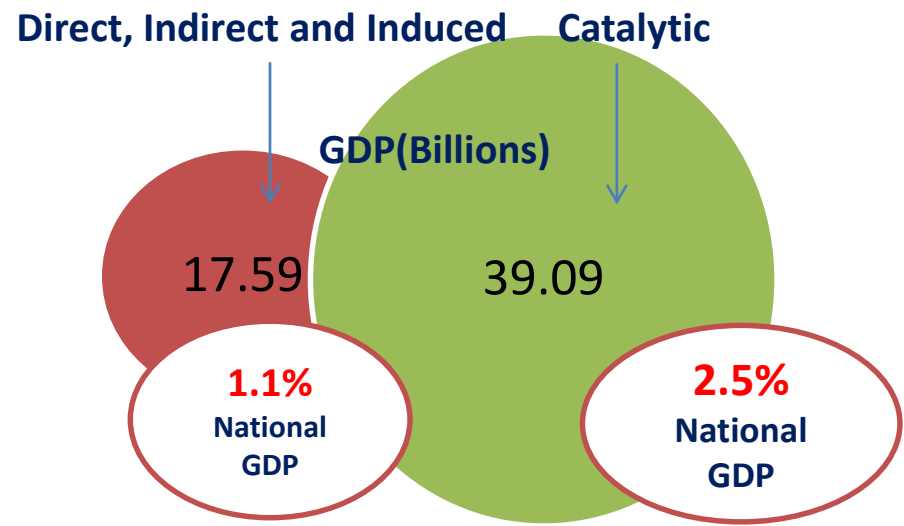 Direct, Indirect and Induced
Catalytic
GDP(Billions)
17.59
39.09
1.1%
National
GDP
2.5%
National
GDP